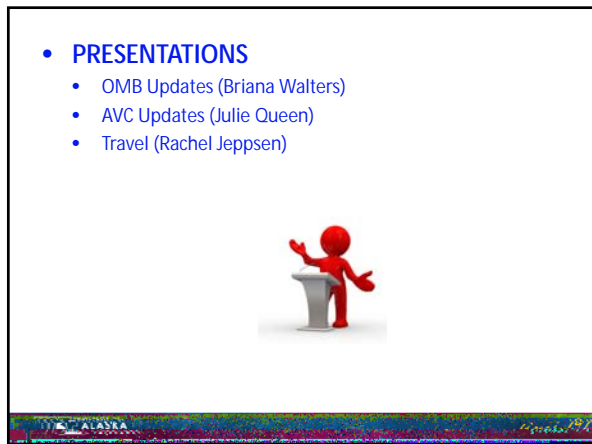 • PRESENTATIONS
• OMB Updates (Briana Walters)
• AVC Updates (Julie Queen)
• Travel (Rachel Jeppsen)
ALASKA